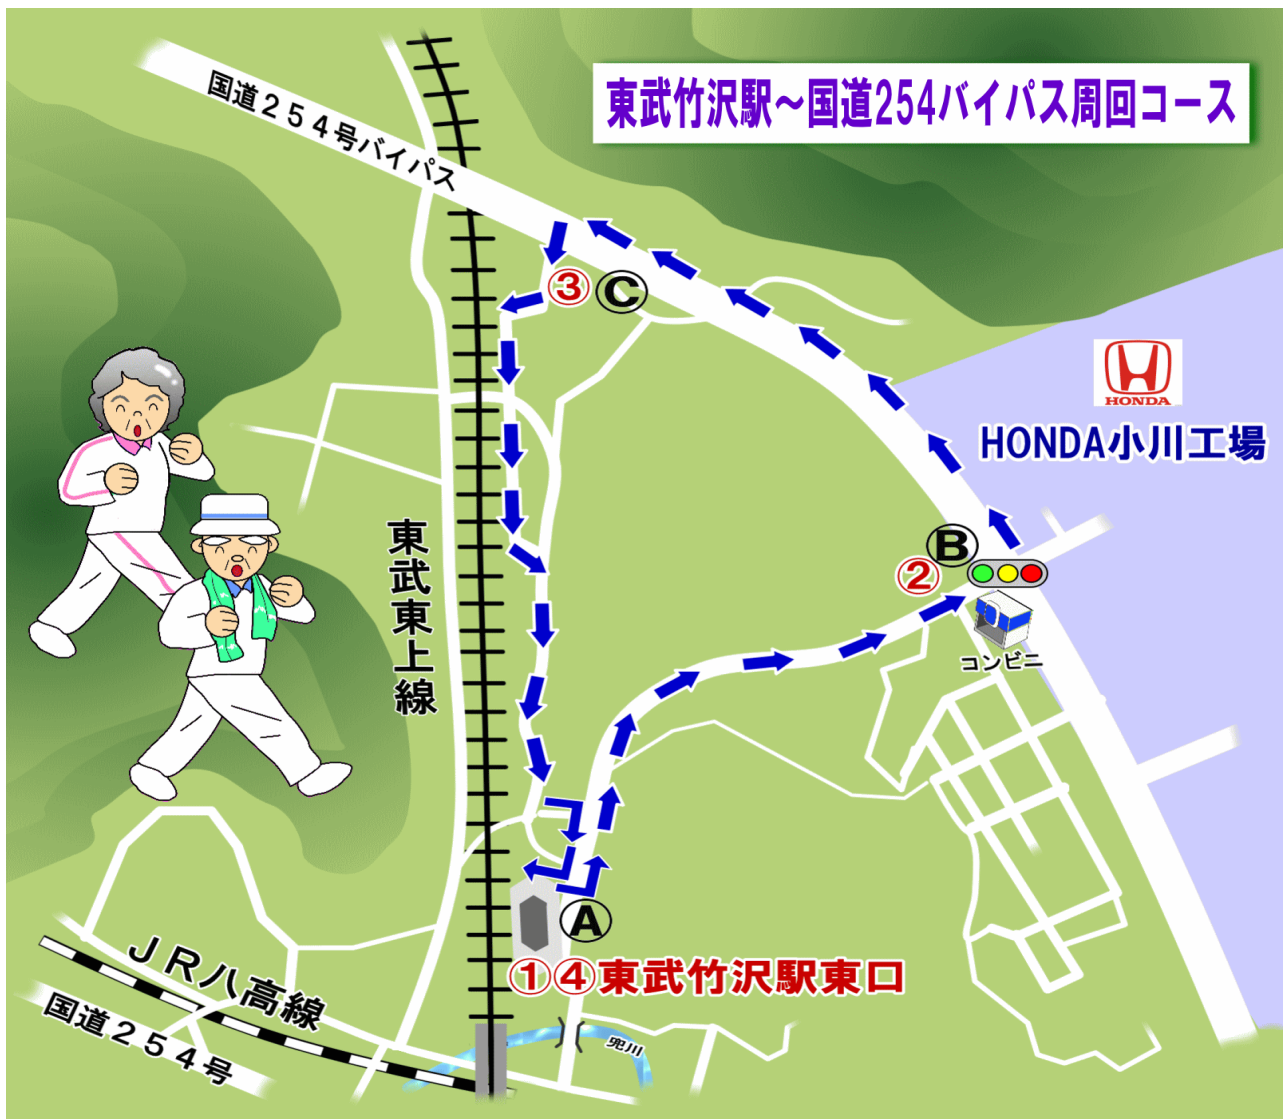 東武竹沢駅～国道254バイパス周回コース
国道２５４号バイパス
③
C
HONDA
HONDA小川工場
B
②
コンビニ
東武東上線
A
①④東武竹沢駅東口
ＪＲ八高線
国道２５４号
兜川